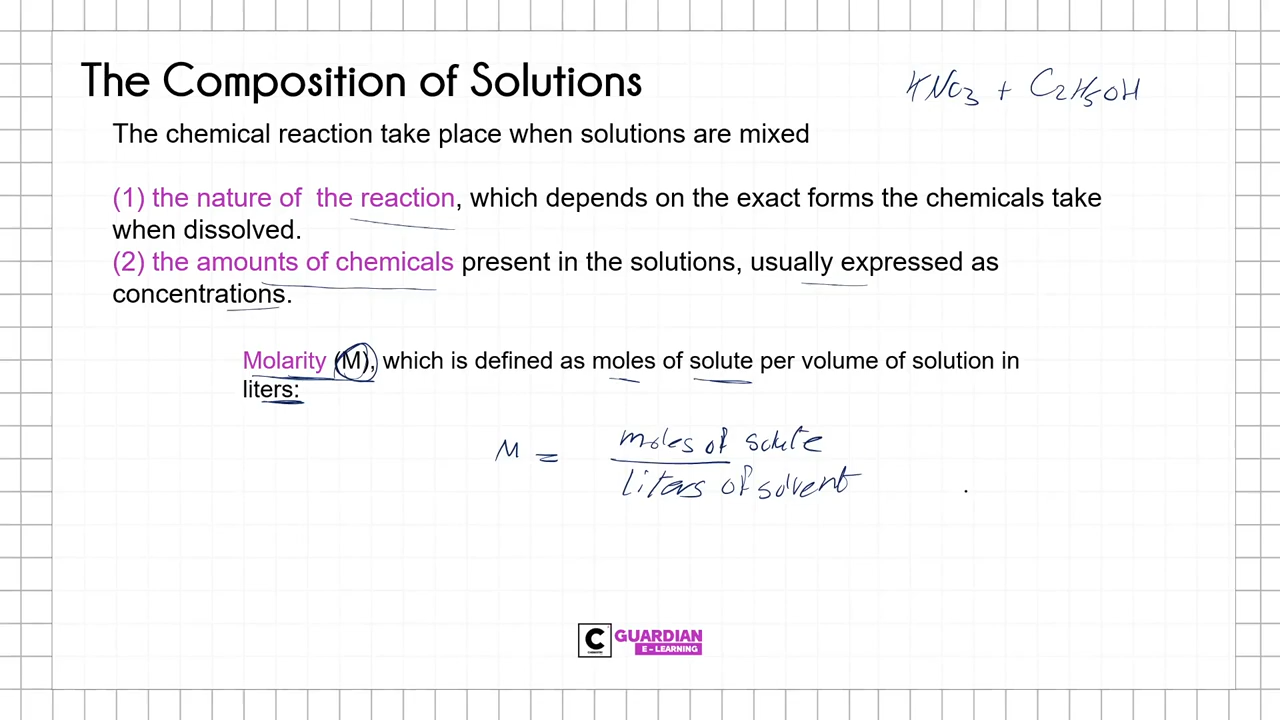 The Composition of Solutions
KNO3 + C2H5OH
The chemical reaction take place when solutions are mixed
(1) the nature of the reaction, which depends on the exact forms the chemicals take
when dissolved.
(2) the amounts of chemicals present in the solutions, usually expressed as
concentrations.
Molarity (M), which is defined as moles of solute per volume of solution in
liters:
M = moles of solute
liters of solvent
C
CHEMISTRY
GUARDIAN
E - LEARNING